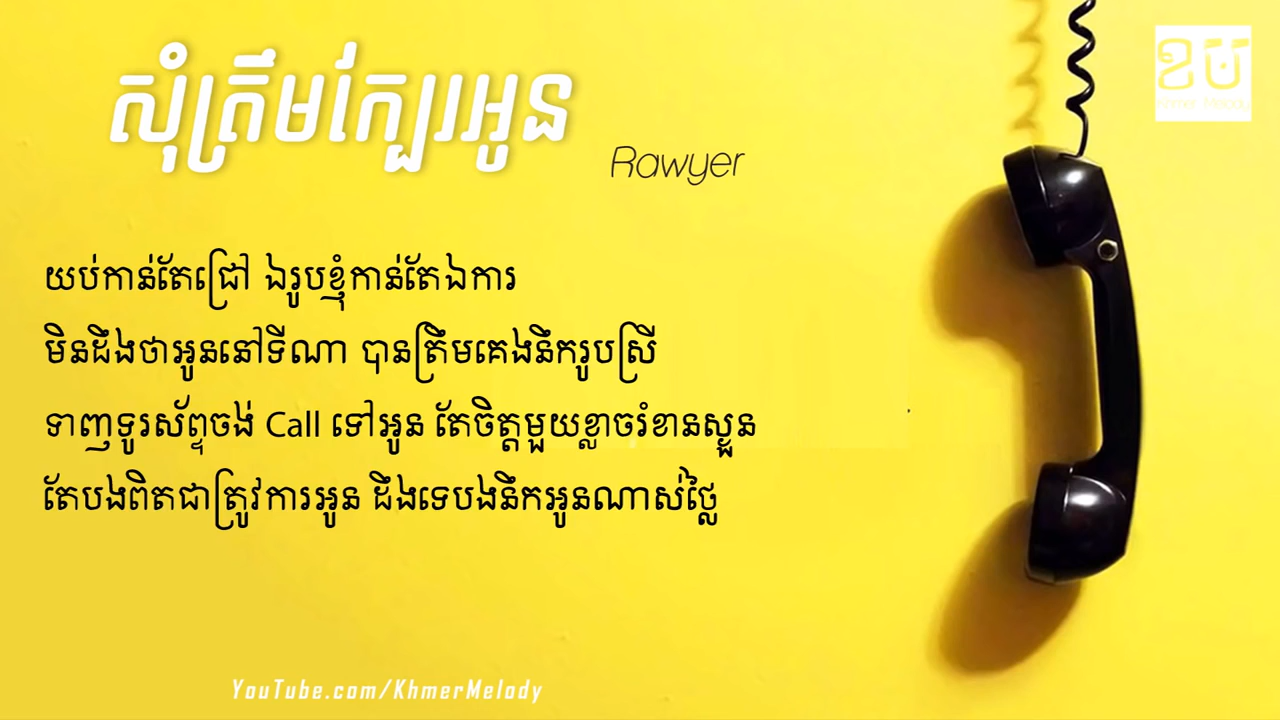 សុំត្រឹមក្បែរអូន
Rawyer
ឌប
Khmer Melody
យប់កាន់តែជ្រៅ ឯរូបខ្ញុំកាន់តែឯការ
មិនដឹងថាអូននៅទីណា បានត្រឹមគេងនឹករូបស្រី
ទាញទូរស័ព្ទចង់ Call ទៅអូន តែចិត្តមួយខ្លាចរំខានស្ងួន
តែបងពិតជាត្រូវការអូន ដឹងទេបងនឹកអូនណាស់ថ្លៃ
YouTube.com/KhmerMelody